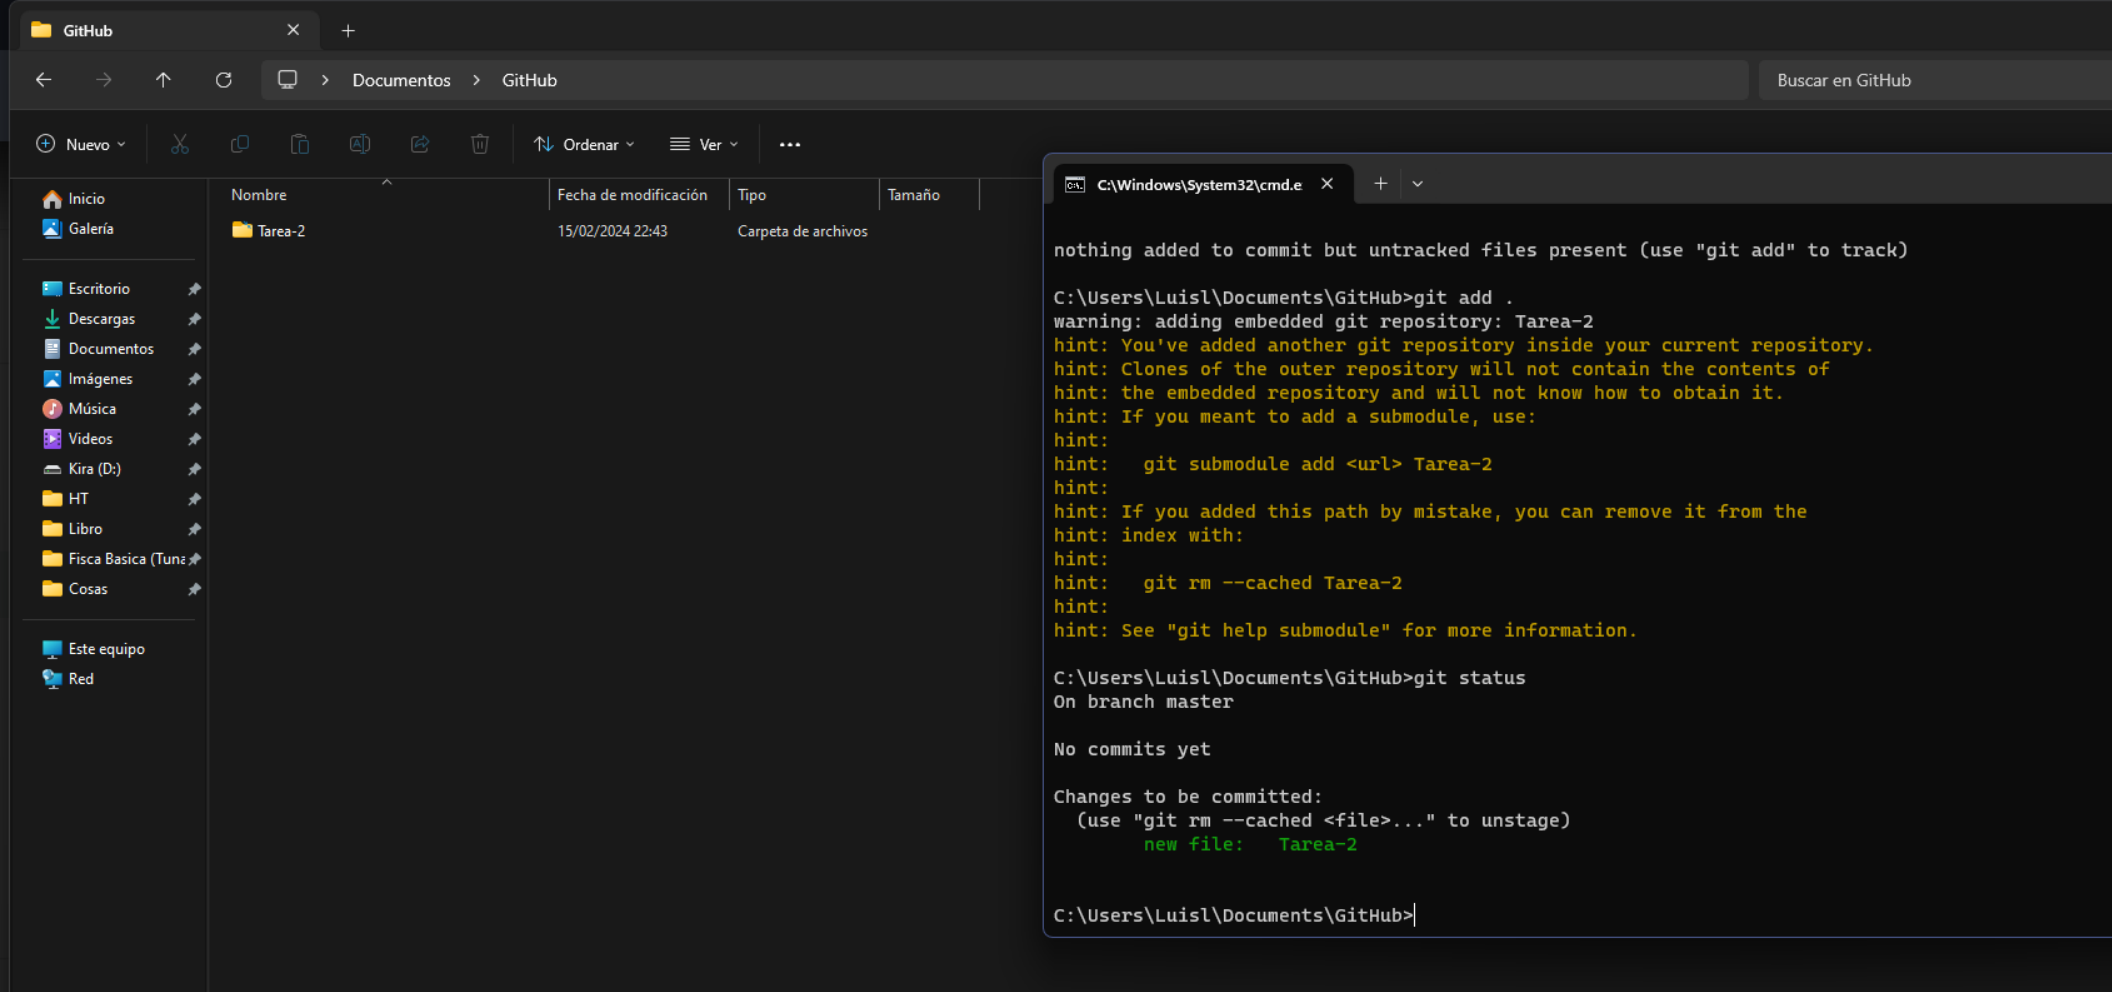 GitHub
Documentos > GitHub
Buscar en GitHub
Nuevo
Ordenar
Ver
Nombre
Fecha de modificación
Tipo
Tamaño
Tarea-2
15/02/2024 22:43
Carpeta de archivos
Inicio
Galería
Escritorio
Descargas
Documentos
Imágenes
Música
Videos
Kira (D:)
HT
Libro
Fisca Basica (Tuna
Cosas
Este equipo
Red
C:\Windows\System32\cmd.e
nothing added to commit but untracked files present (use "git add" to track)
C:\Users\Luisl\Documents\GitHub>git add .
warning: adding embedded git repository: Tarea-2
hint: You've added another git repository inside your current repository.
hint: Clones of the outer repository will not contain the contents of
hint: the embedded repository and will not know how to obtain it.
hint: If you meant to add a submodule, use:
hint:
hint:   git submodule add <url> Tarea-2
hint:
hint: If you added this path by mistake, you can remove it from the
hint: index with:
hint:
hint:   git rm --cached Tarea-2
hint:
hint: See "git help submodule" for more information.
C:\Users\Luisl\Documents\GitHub>git status
On branch master
No commits yet
Changes to be committed:
  (use "git rm --cached <file>..." to unstage)
        new file:   Tarea-2
C:\Users\Luisl\Documents\GitHub>